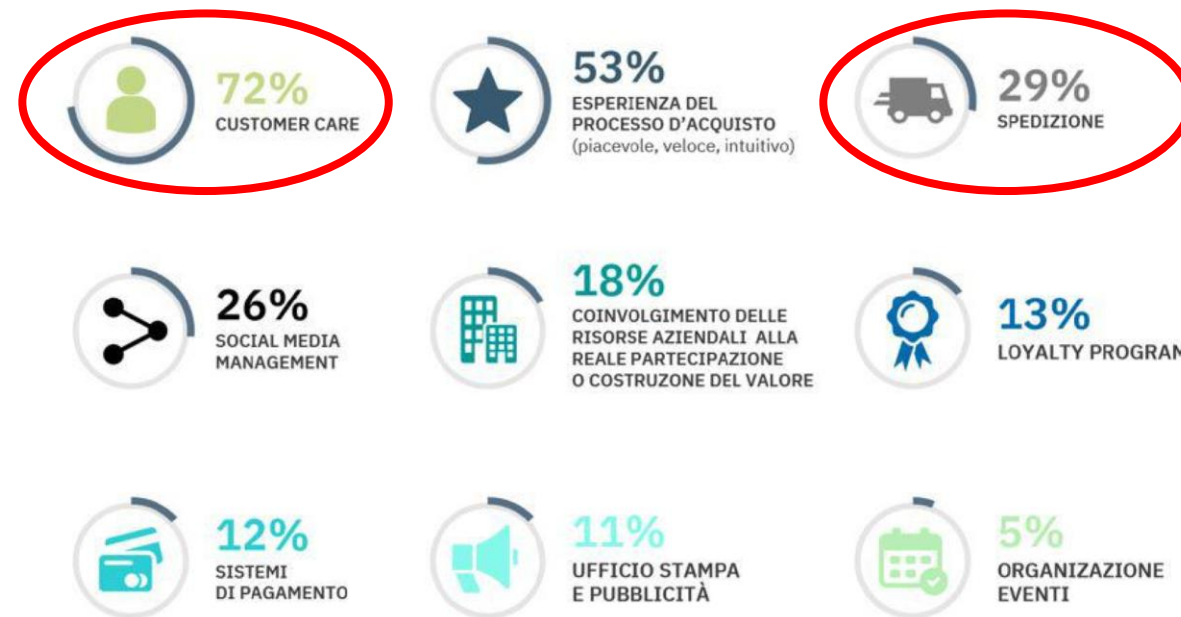 72%
CUSTOMER CARE
53%
ESPERIENZA DEL
PROCESSO D'ACQUISTO
(piacevole, veloce, intuitivo)
29%
SPEDIZIONE
26%
SOCIAL MEDIA
MANAGEMENT
18%
COINVOLGIMENTO DELLE
RISORSE AZIENDALI ALLA
REALE PARTECIPAZIONE
O COSTRUZONE DEL VALORE
13%
LOYALTY PROGRAM
12%
SISTEMI
DI PAGAMENTO
11%
UFFICIO STAMPA
E PUBBLICITÀ
5%
ORGANIZAZIONE
EVENTI